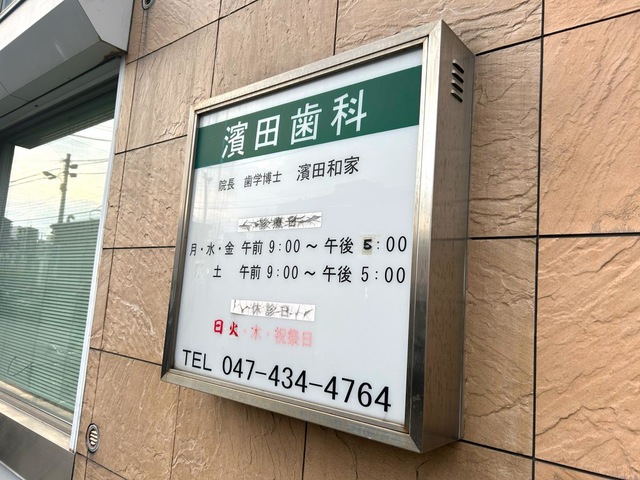 濱田歯科
院長 歯学博士 濱田和家
診療日
月・水・金 午前 9:00 ～ 午後 5:00
土 午前 9:00 ～ 午後 5:00
休診日
日火・木・祝祭日
TEL 047-434-4764